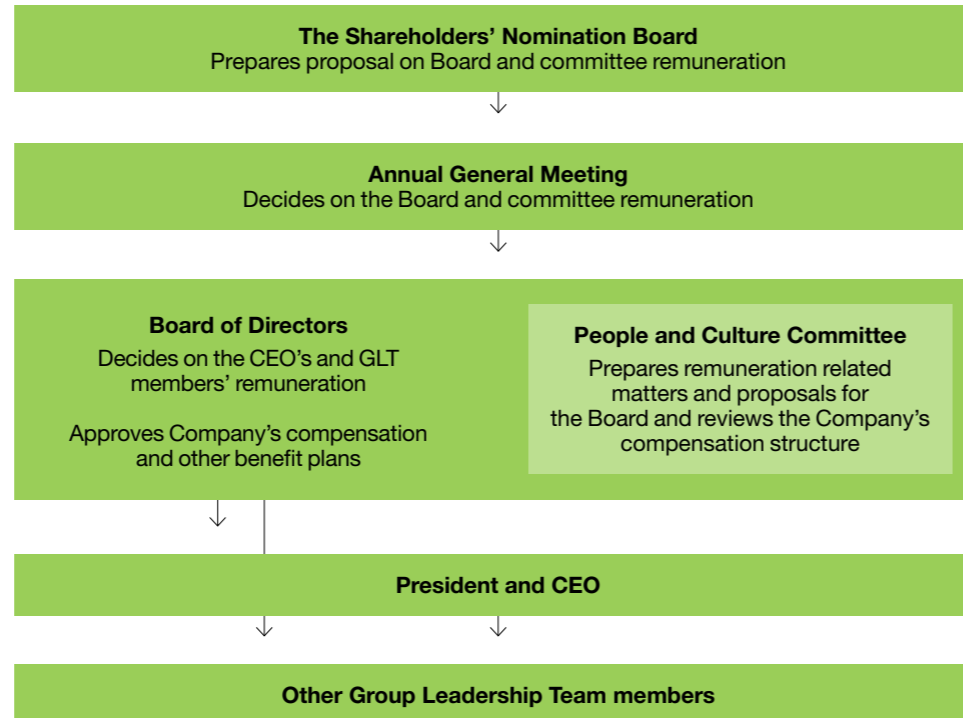 The Shareholders’ Nomination Board
Prepares proposal on Board and committee remuneration
Annual General Meeting
Decides on the Board and committee remuneration
Board of Directors
Decides on the CEO’s and GLT
members’ remuneration
Approves Company’s compensation
and other benefit plans
People and Culture Committee
Prepares remuneration related
matters and proposals for
the Board and reviews the Company’s
compensation structure
President and CEO
Other Group Leadership Team members